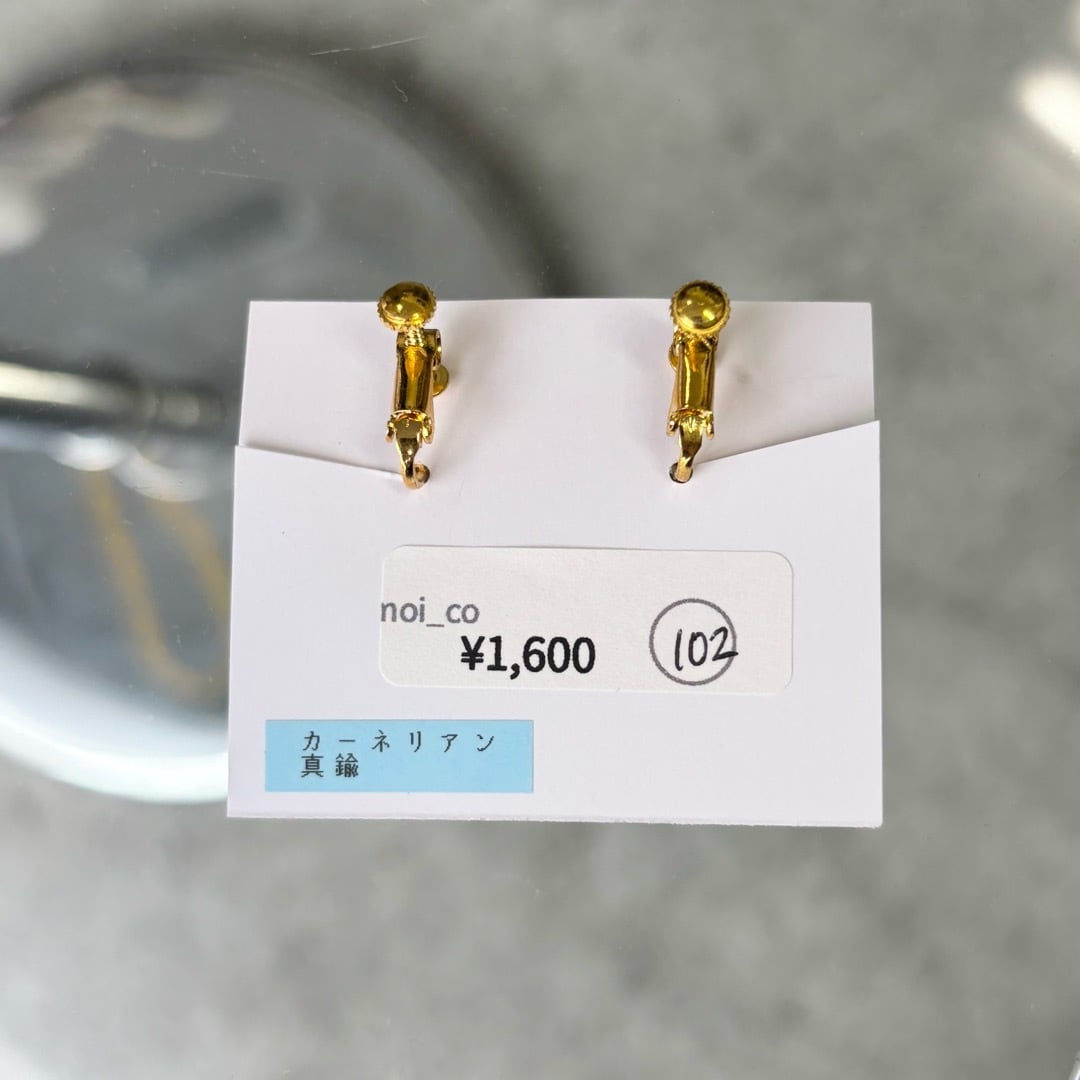 noi_co
¥1,600
102
カーネリアン
真鍮